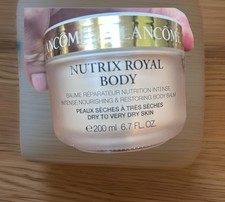 LANCÔME
LANCÔME
NUTRIX ROYAL
BODY
BAUME RÉPARATEUR NUTRITION INTENSE
INTENSE NOURISHING & RESTORING BODY BALM
PEAUX SÈCHES À TRÈS SÈCHES
DRY TO VERY DRY SKIN
℮200 ml 6.7 FL.OZ.